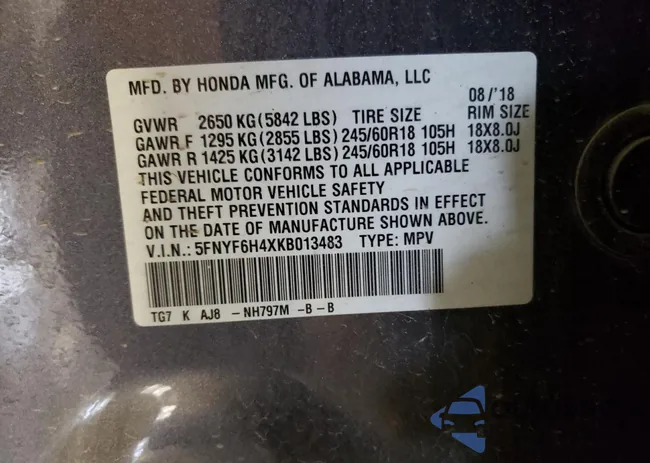 MFD. BY HONDA MFG. OF ALABAMA, LLC
08/'18
GVWR 2650 KG(5842 LBS) TIRE SIZE RIM SIZE
GAWR F 1295 KG(2855 LBS)245/60R18 105H 18X8.0J
GAWR R 1425 KG(3142 LBS)245/60R18 105H 18X8.0J
THIS VEHICLE CONFORMS TO ALL APPLICABLE
FEDERAL MOTOR VEHICLE SAFETY
AND THEFT PREVENTION STANDARDS IN EFFECT
ON THE DATE OF MANUFACTURE SHOWN ABOVE.
V.I.N.: 5FNYF6H4XKB013483 TYPE: MPV
TG7 K AJ8 -NH797M -B-B